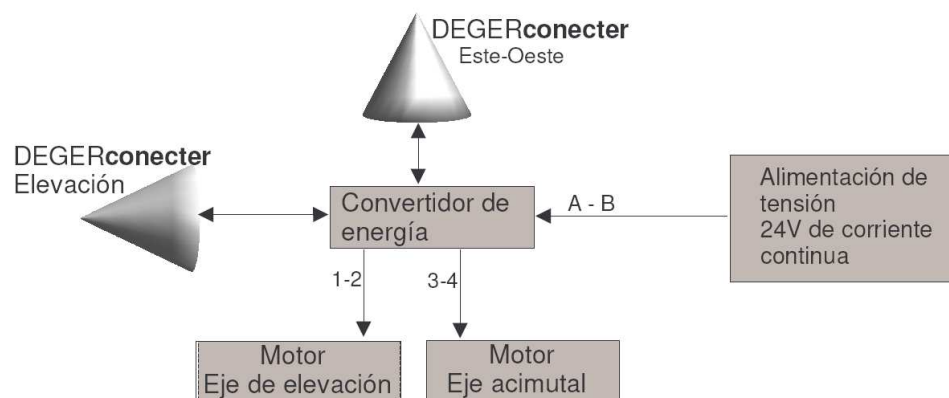 DEGERconecter
Este-Oeste
DEGERconecter
Elevación
Convertidor de
energía
A - B
Alimentación de
tensión
24V de corriente
continua
1-2
3-4
Motor
Eje de elevación
Motor
Eje acimutal